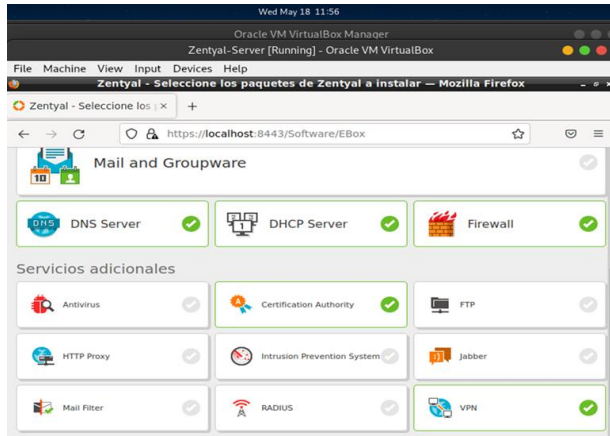 Wed May 18 11:56
Oracle VM VirtualBox Manager
Zentyal-Server [Running] - Oracle VM VirtualBox
File Machine View Input Devices Help
Zentyal - Seleccione los paquetes de Zentyal a instalar — Mozilla Firefox
Zentyal - Seleccione los
https://localhost:8443/Software/EBox
10
Mail and Groupware
DNS
DNS Server
1
DHCP Server
Firewall
Servicios adicionales
Antivirus
Certification Authority
FTP
HTTP Proxy
Intrusion Prevention System
Jabber
Mail Filter
RADIUS
VPN